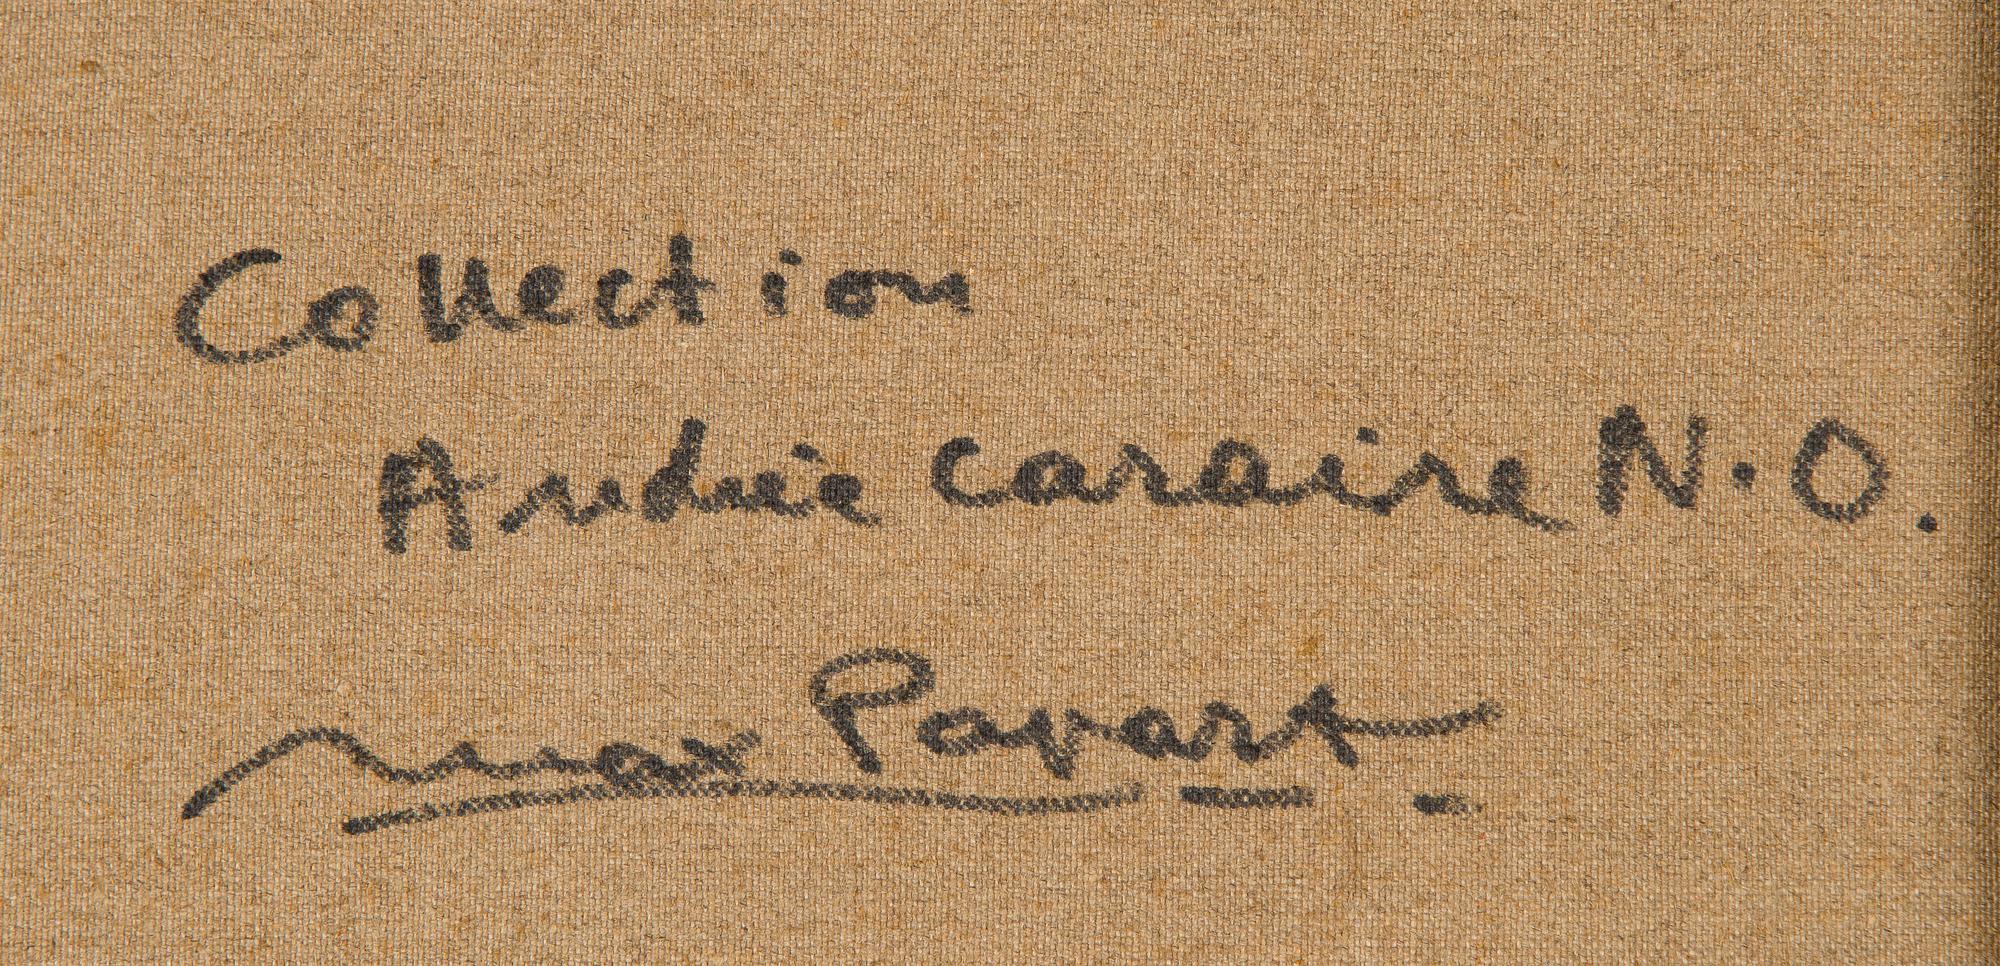 Collection
Andrée Caraire N.O.
Max Papart